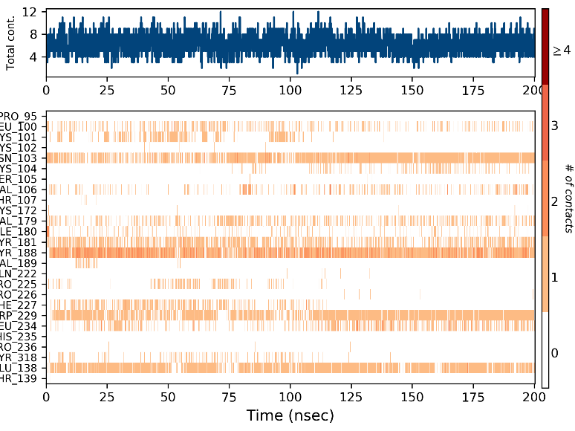 Total cont.
12
8
4
0 25 50 75 100 125 150 175 200
PRO_95
EU_100
YS_101
YS_102
SN_103
YS_104
ER_105
AL_106
HR_107
YS_172
AL_179
LE_180
YR_181
YR_188
AL_189
LN_222
RO_225
RO_226
HE_227
RP_229
EU_234
HIS_235
RO_236
YR_318
LU_138
HR_139
0 25 50 75 100 125 150 175 200
Time (nsec)
≥ 4
3
2
1
0
# of contacts